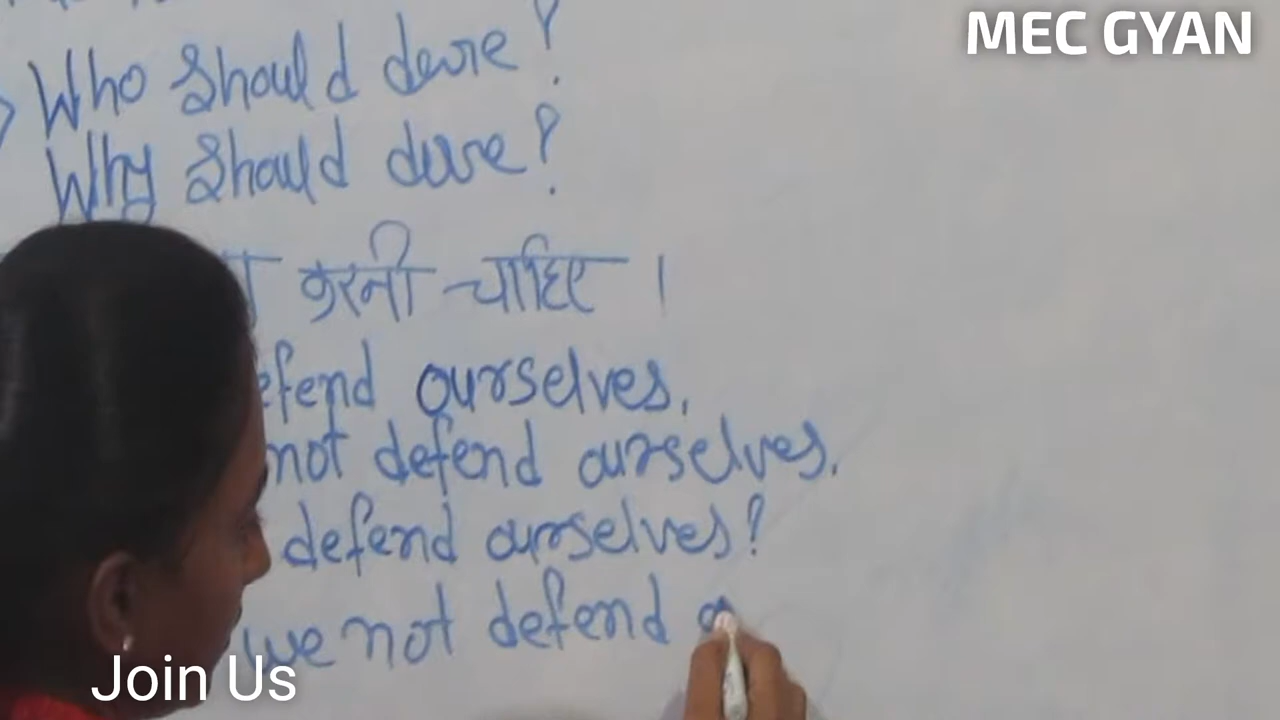 MEC GYAN
Who should dare?
Why should dare?
करनी चाहिए ।
efend ourselves.
not defend ourselves.
defend ourselves?
we not defend o
Join Us